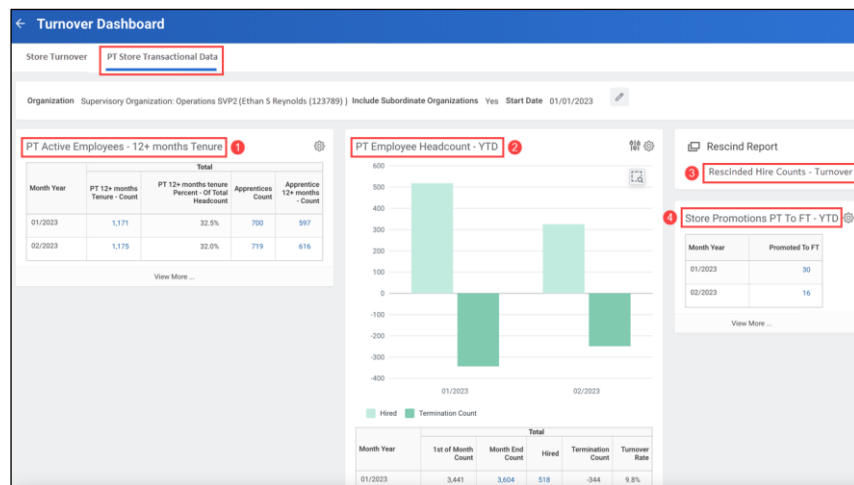 Turnover Dashboard
Store Turnover PT Store Transactional Data
Organization Supervisory Organization: Operations SVP2 (Ethan S Reynolds (123789) ) Include Subordinate Organizations Yes Start Date 01/01/2023
PT Active Employees - 12+ months Tenure 1
Total
Month Year PT 12+ months Tenure - Count PT 12+ months tenure Percent - Of Total Headcount Apprentices Count Apprentice 12+ months - Count
01/2023 1,171 32.5% 700 597
02/2023 1,175 32.0% 719 616
View More ...
PT Employee Headcount - YTD 2
600
500
400
300
200
100
0
-100
-200
-300
-400
01/2023 02/2023
Hired Termination Count
Total
Month Year 1st of Month Count Month End Count Hired Termination Count Turnover Rate
01/2023 3,441 3,604 518 -344 9.8%
Rescind Report
3 Rescinded Hire Counts - Turnover
4 Store Promotions PT To FT - YTD
Month Year Promoted To FT
01/2023 30
02/2023 16
View More ...